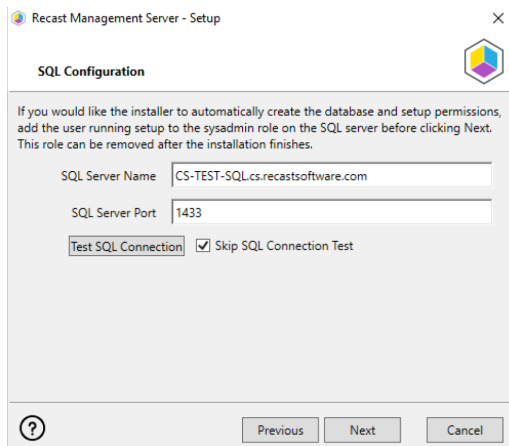 Recast Management Server - Setup
SQL Configuration
If you would like the installer to automatically create the database and setup permissions,
add the user running setup to the sysadmin role on the SQL server before clicking Next.
This role can be removed after the installation finishes.
SQL Server Name CS-TEST-SQL.cs.recastsoftware.com
SQL Server Port 1433
Test SQL Connection Skip SQL Connection Test
? Previous Next Cancel